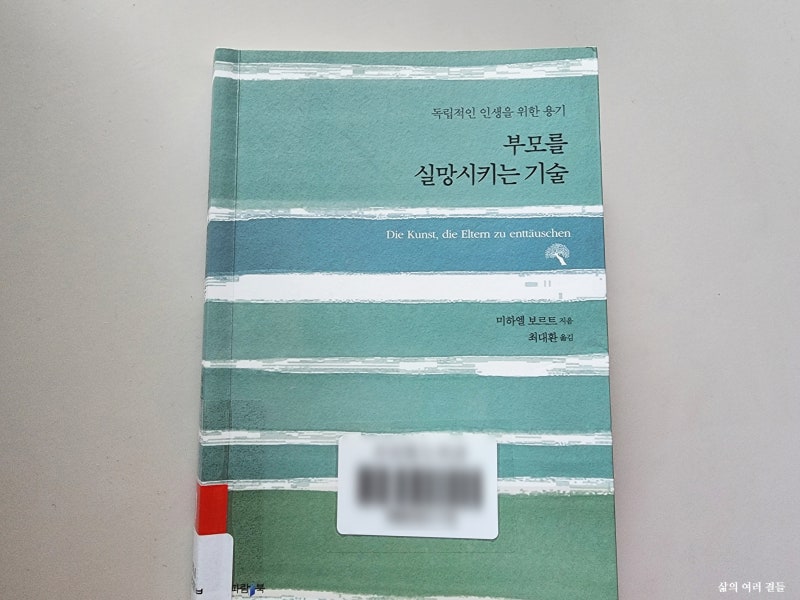 독립적인 인생을 위한 용기
부모를
실망시키는 기술
Die Kunst, die Eltern zu enttäuschen
미하엘 보르트 지음
최대환 옮김
삶의 여러 결들